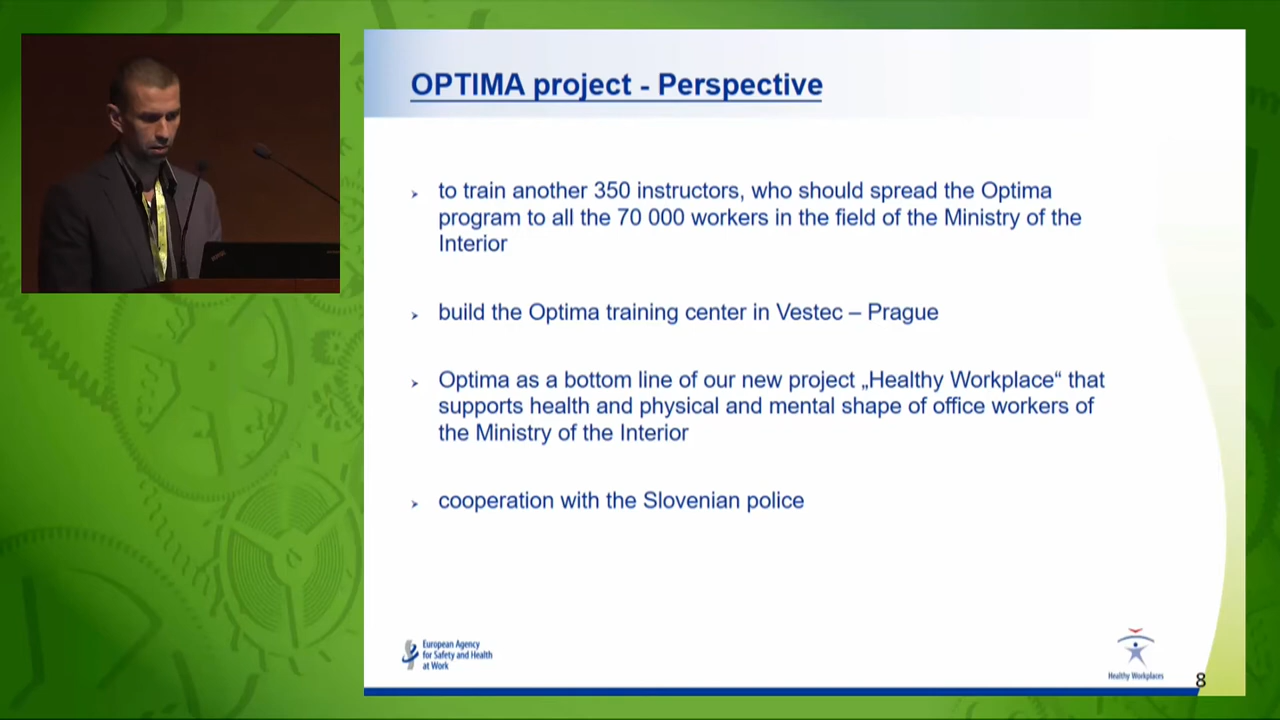 OPTIMA project - Perspective
to train another 350 instructors, who should spread the Optima
program to all the 70 000 workers in the field of the Ministry of the
Interior
build the Optima training center in Vestec – Prague
Optima as a bottom line of our new project „Healthy Workplace“ that
supports health and physical and mental shape of office workers of
the Ministry of the Interior
cooperation with the Slovenian police
European Agency
for Safety and Health
at Work
Healthy Workplaces
8